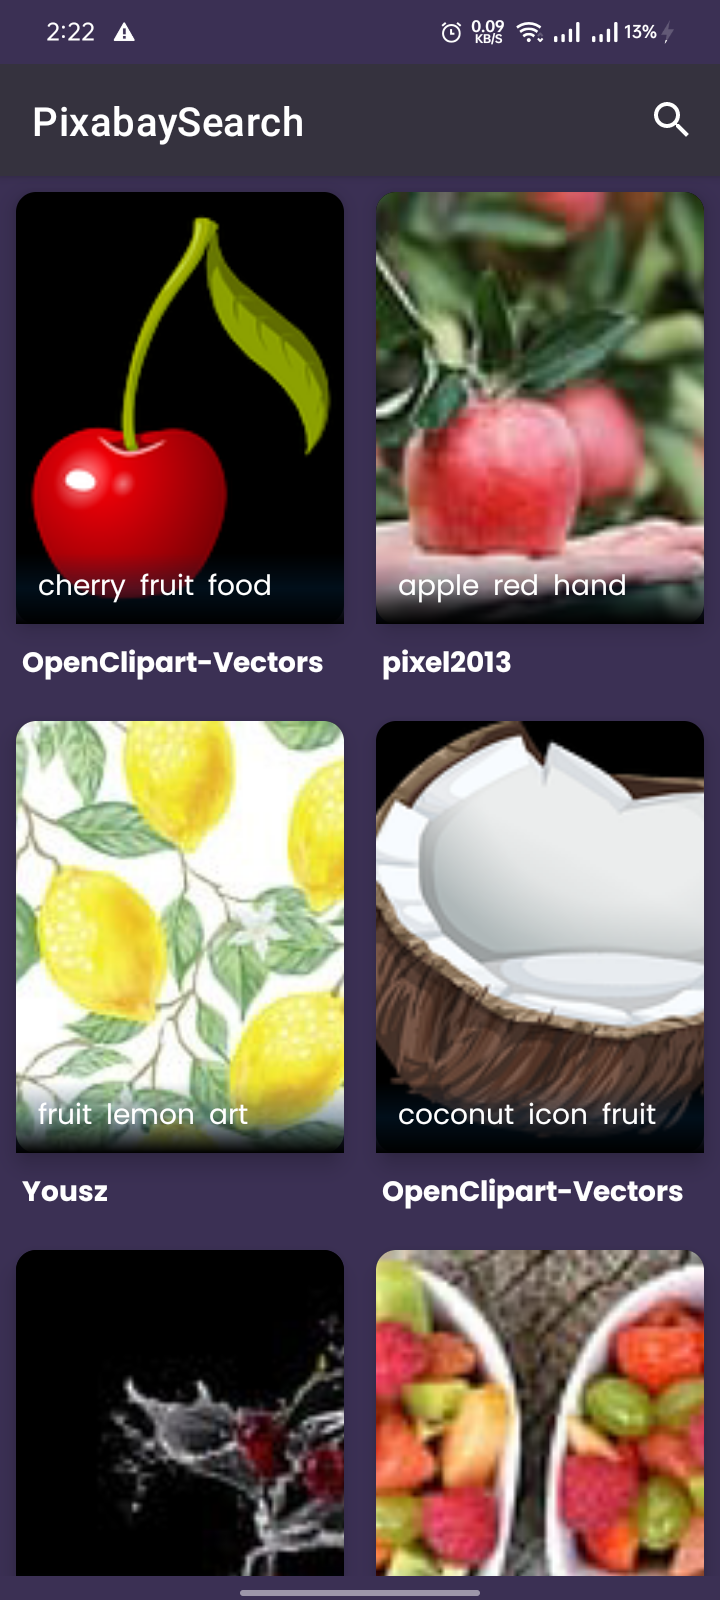 2:22
0.09
KB/S
13%
PixabaySearch
cherry fruit food
apple red hand
OpenClipart-Vectors
pixel2013
fruit lemon art
coconut icon fruit
Yousz
OpenClipart-Vectors